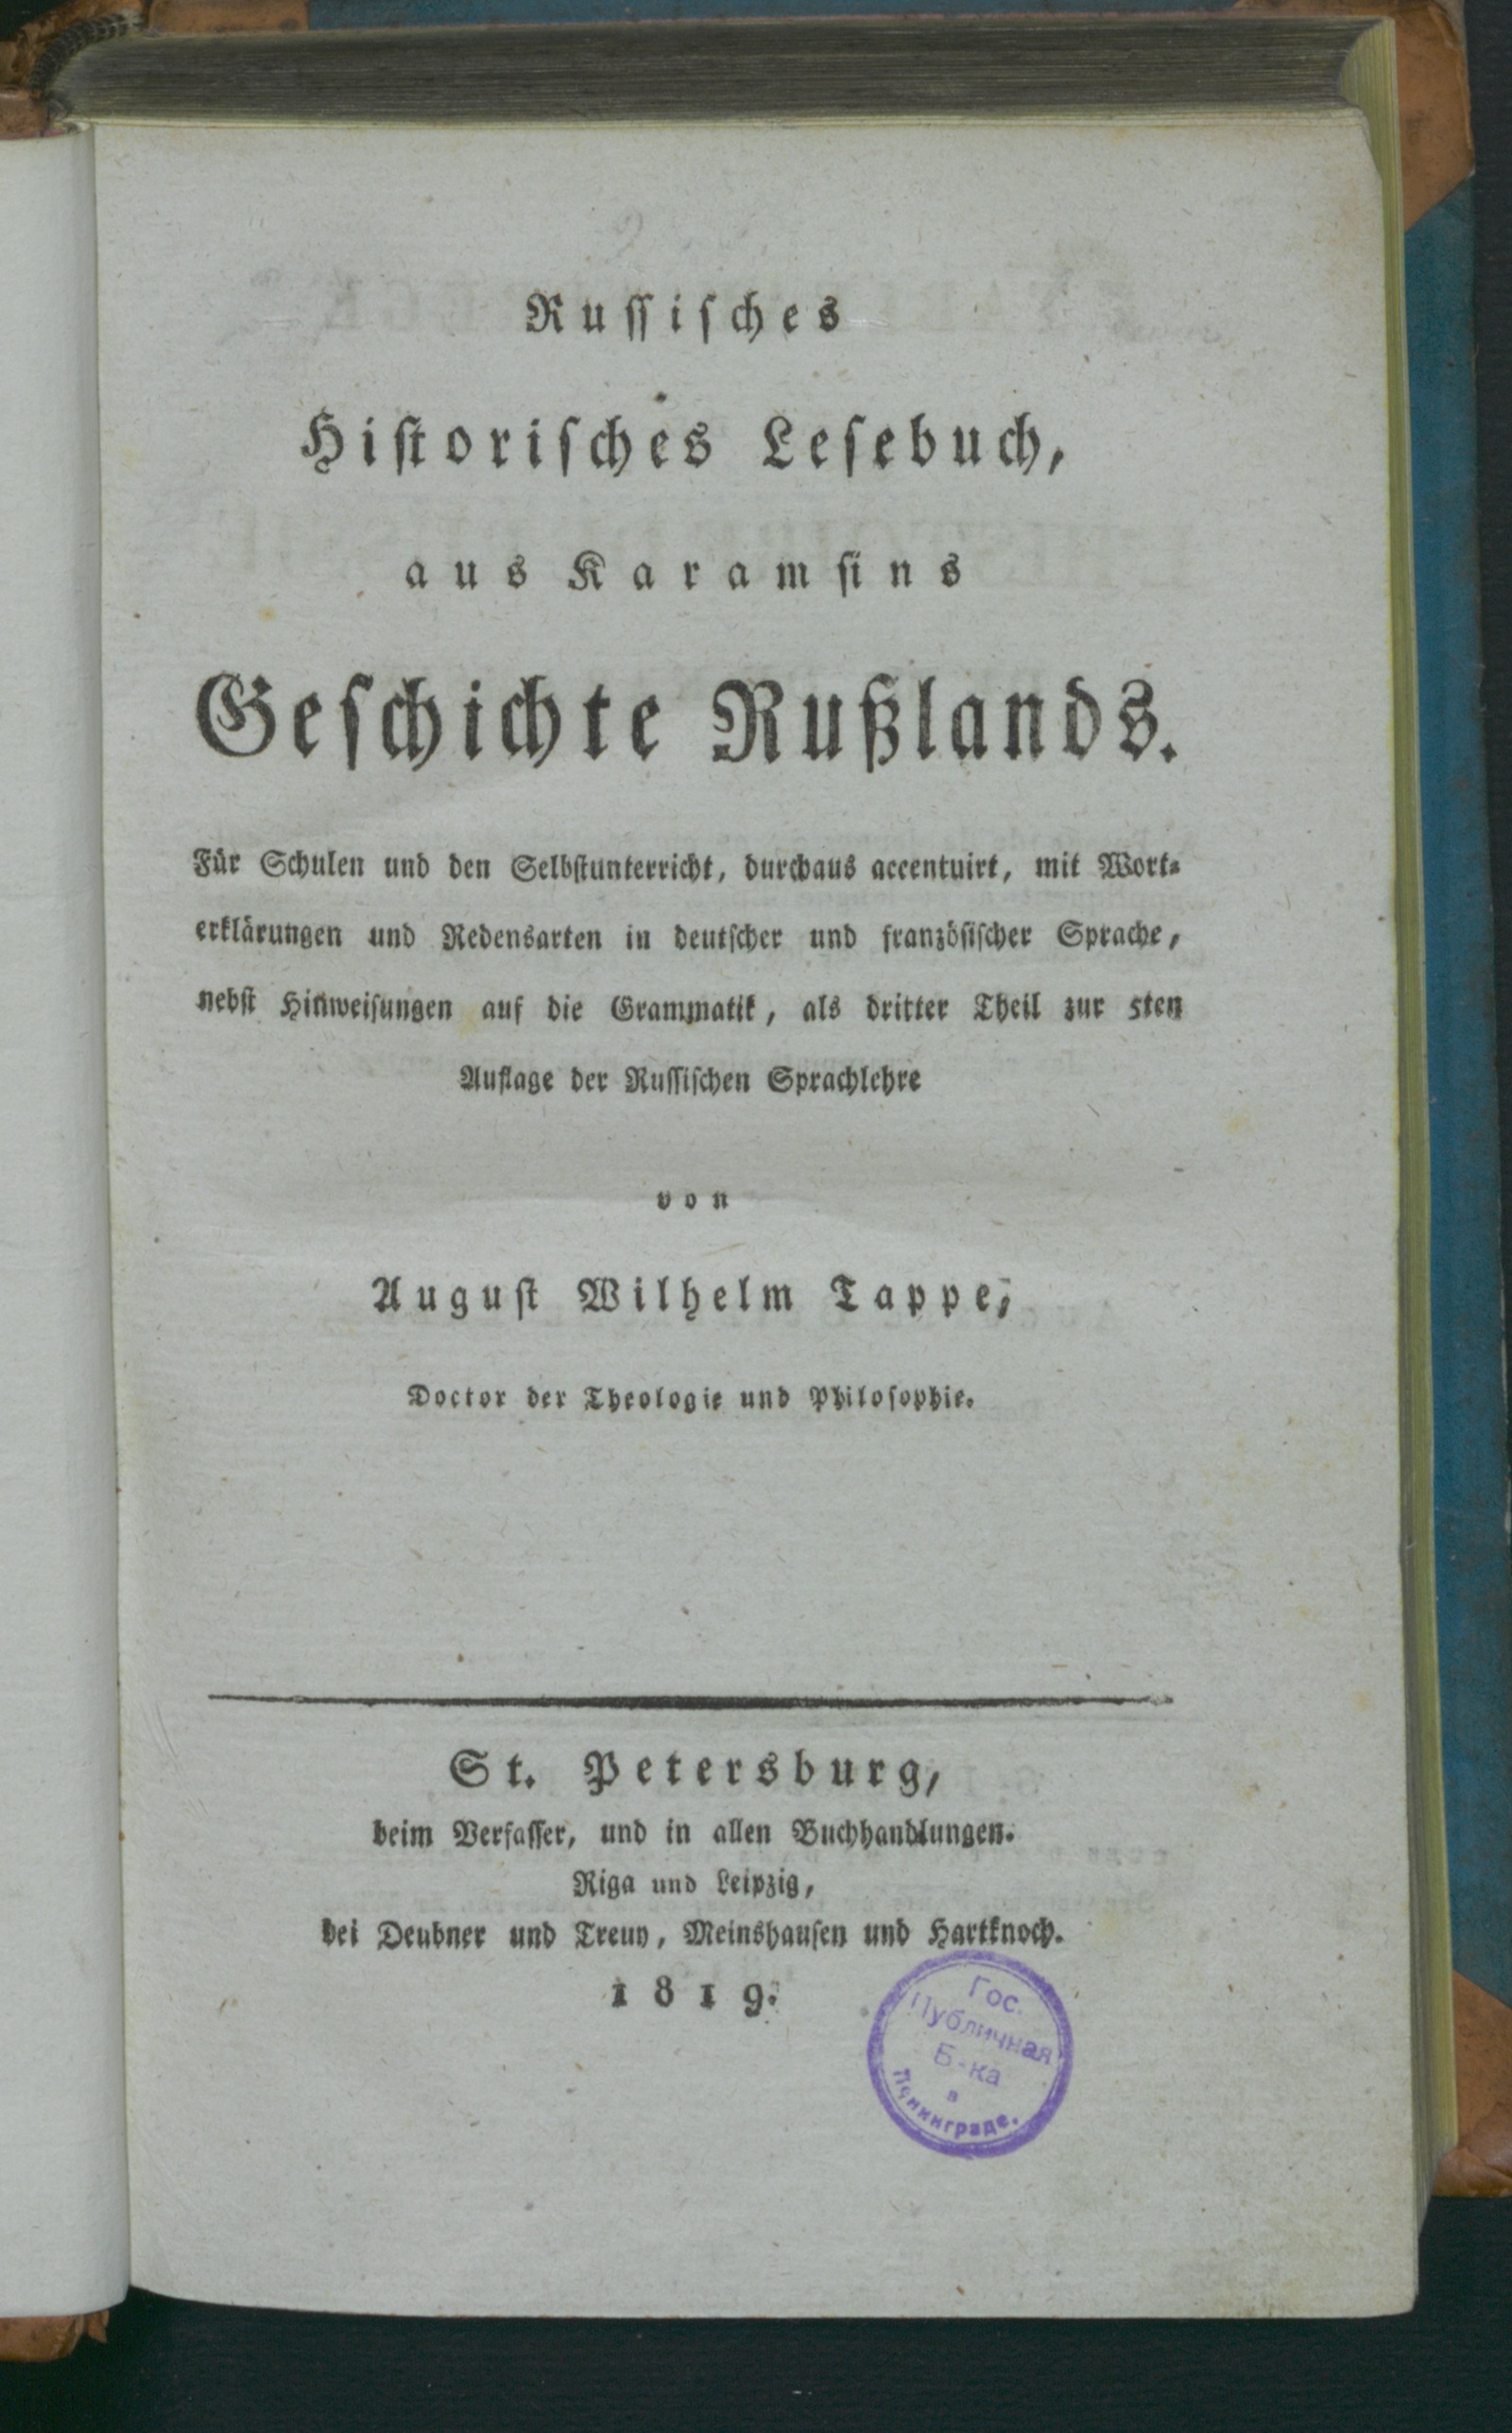 Russisches
Historisches Lesebuch,
aus Karamsins
Geschichte Rußlands.
Für Schulen und den Selbstunterricht, durchaus accentuirt, mit Wort-
erklärungen und Redensarten in deutscher und französischer Sprache,
nebst Hinweisungen auf die Grammatik, als dritter Theil zur 5ten
Auflage der Russischen Sprachlehre
von
August Wilhelm Tappe,
Doctor der Theologie und Philosophie.
St. Petersburg,
beim Verfasser, und in allen Buchhandlungen.
Riga und Leipzig,
bei Deubner und Treuy, Meinshausen und Hartknoch.
1819.
Гос.
Публичная
Б-ка
в
Ленинграде.